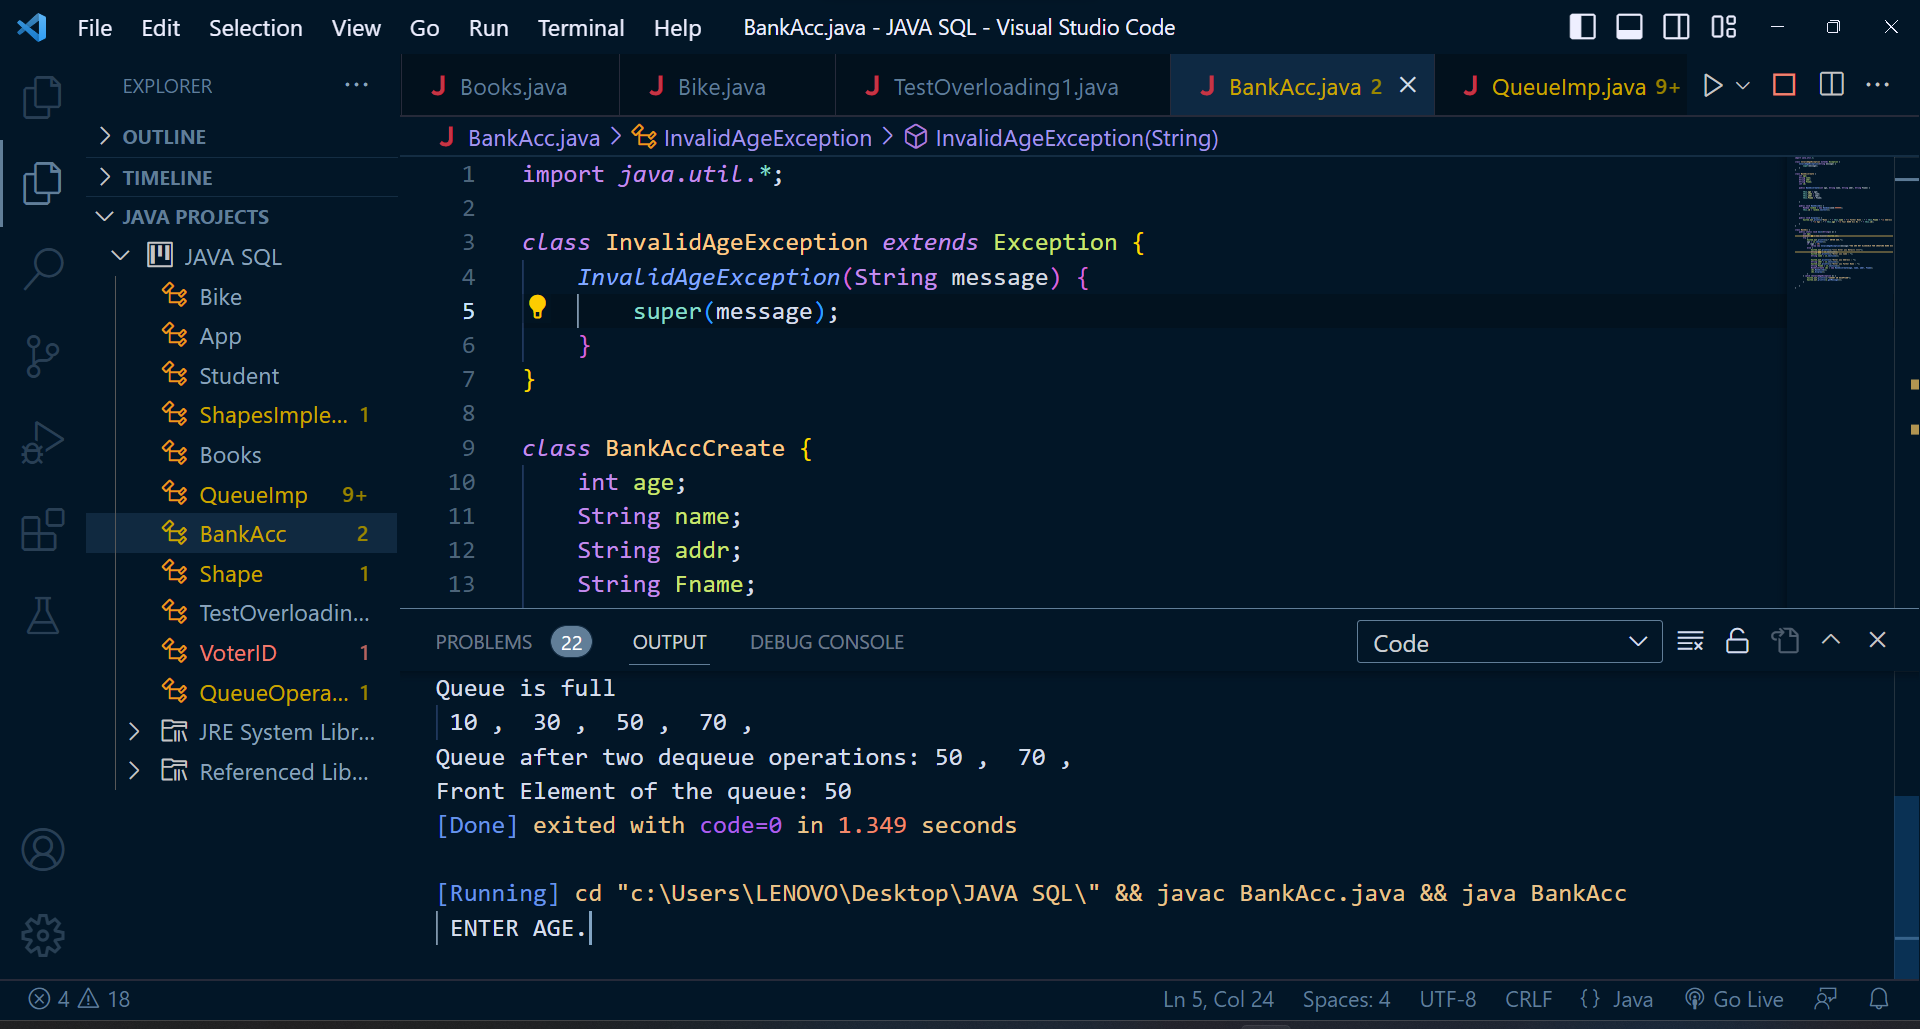 File Edit Selection View Go Run Terminal Help BankAcc.java - JAVA SQL - Visual Studio Code
EXPLORER
OUTLINE
TIMELINE
JAVA PROJECTS
JAVA SQL
Bike
App
Student
ShapesImple... 1
Books
QueueImp 9+
BankAcc 2
Shape 1
TestOverloadin...
VoterID 1
QueueOpera... 1
JRE System Libr...
Referenced Lib...
Books.java Bike.java TestOverloading1.java BankAcc.java 2 QueueImp.java 9+
BankAcc.java > InvalidAgeException > InvalidAgeException(String)
1 import java.util.*;
2
3 class InvalidAgeException extends Exception {
4 InvalidAgeException(String message) {
5 super(message);
6 }
7 }
8
9 class BankAccCreate {
10 int age;
11 String name;
12 String addr;
13 String Fname;
PROBLEMS 22 OUTPUT DEBUG CONSOLE Code
Queue is full
10 , 30 , 50 , 70 ,
Queue after two dequeue operations: 50 , 70 ,
Front Element of the queue: 50
[Done] exited with code=0 in 1.349 seconds
[Running] cd "c:\Users\LENOVO\Desktop\JAVA SQL\" && javac BankAcc.java && java BankAcc
ENTER AGE.
4 18 Ln 5, Col 24 Spaces: 4 UTF-8 CRLF {} Java Go Live